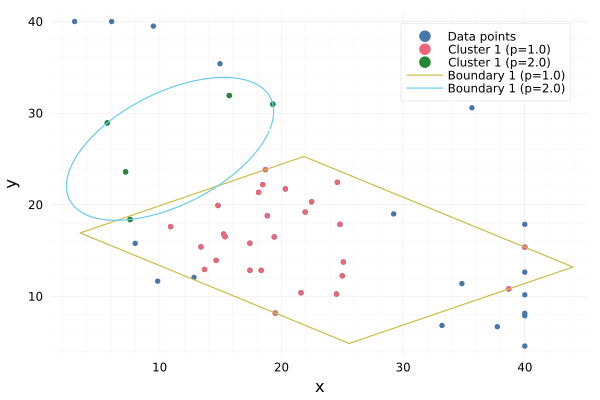 40
30
20
10
y
10
20
30
40
x
Data points
Cluster 1 (p=1.0)
Cluster 1 (p=2.0)
Boundary 1 (p=1.0)
Boundary 1 (p=2.0)